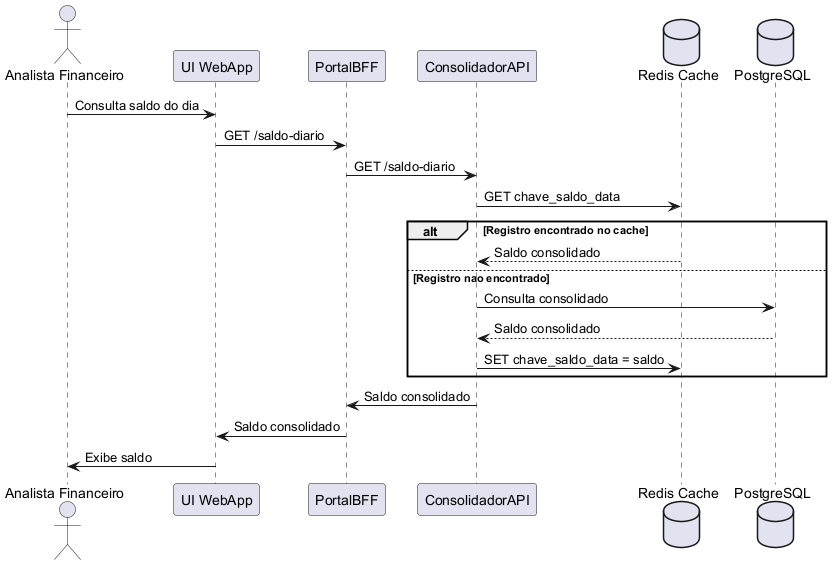 Analista Financeiro
UI WebApp
PortalBFF
ConsolidadorAPI
Redis Cache
PostgreSQL
Consulta saldo do dia
GET /saldo-diario
GET /saldo-diario
GET chave_saldo_data
alt
[Registro encontrado no cache]
Saldo consolidado
[Registro nao encontrado]
Consulta consolidado
Saldo consolidado
SET chave_saldo_data = saldo
Saldo consolidado
Saldo consolidado
Exibe saldo
Analista Financeiro
UI WebApp
PortalBFF
ConsolidadorAPI
Redis Cache
PostgreSQL